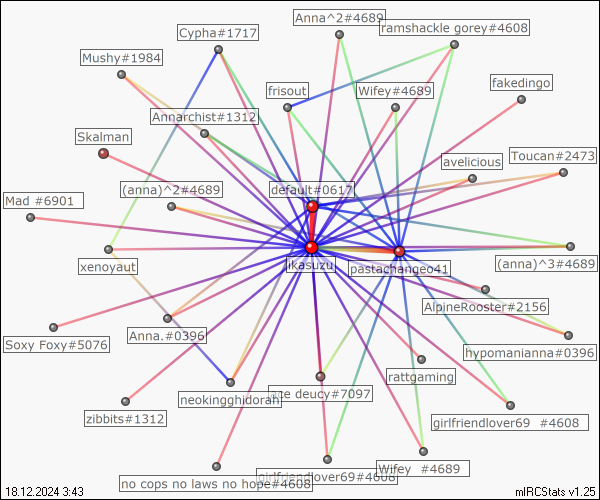 Anna^2#4689
ramshackle gorey#4608
Cypha#1717
Mushy#1984
fakedingo
frisout
Wifey#4689
Annarchist#1312
Skalman
avelicious
Toucan#2473
(anna)^2#4689
default#0617
Mad #6901
xenoyaut
ikasuzu
pastachangeo41
(anna)^3#4689
AlpineRooster#2156
Soxy Foxy#5076
Anna.#0396
hypomanianna#0396
rattgaming
neokingghidorah
ace deucy#7097
zibbits#1312
girlfriendlover69 #4608
girlfriendlover69#4608
Wifey #4689
no cops no laws no hope#4608
18.12.2024 3:43
mIRCStats v1.25